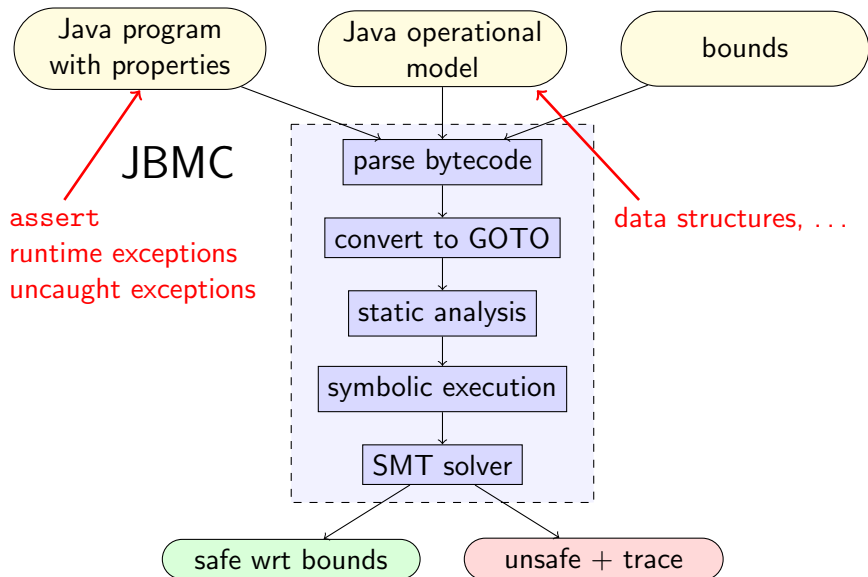 Java program
with properties
Java operational
model
bounds
JBMC
parse bytecode
assert
runtime exceptions
uncaught exceptions
data structures, ...
convert to GOTO
static analysis
symbolic execution
SMT solver
safe wrt bounds
unsafe + trace